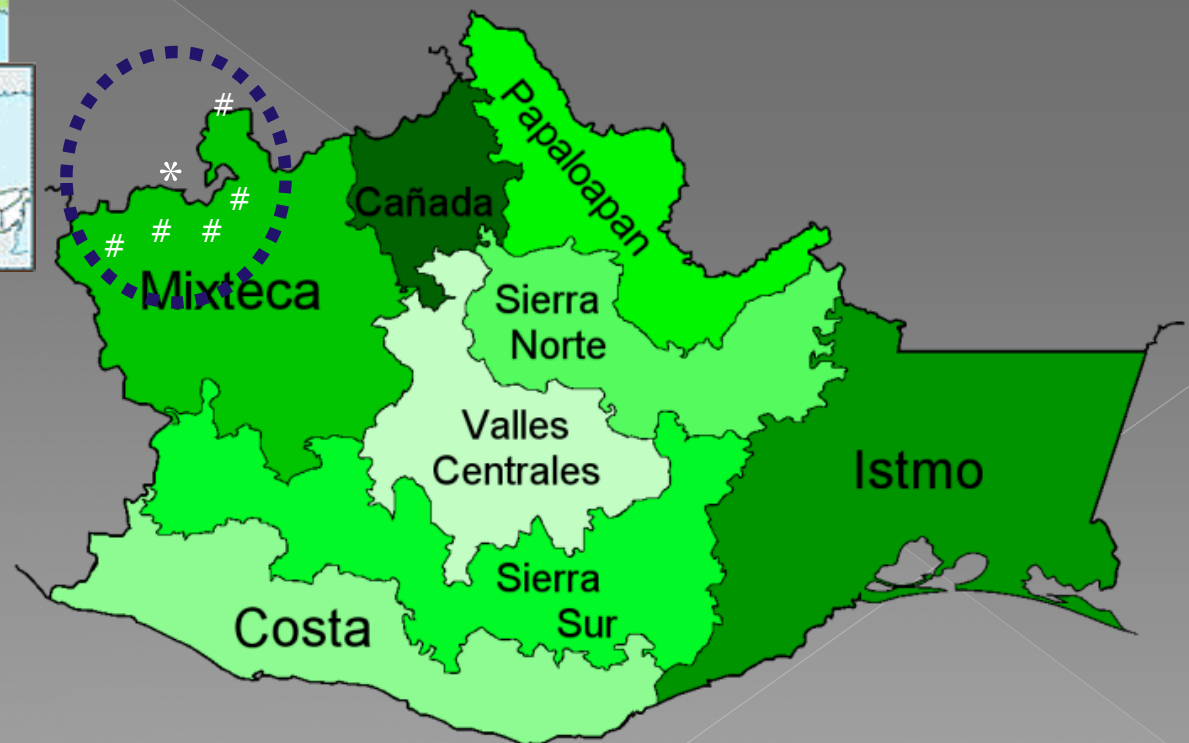 #
*
#
#
#
#
Mixteca
Cañada
Papaloapan
Sierra
Norte
Valles
Centrales
Istmo
Sierra
Sur
Costa